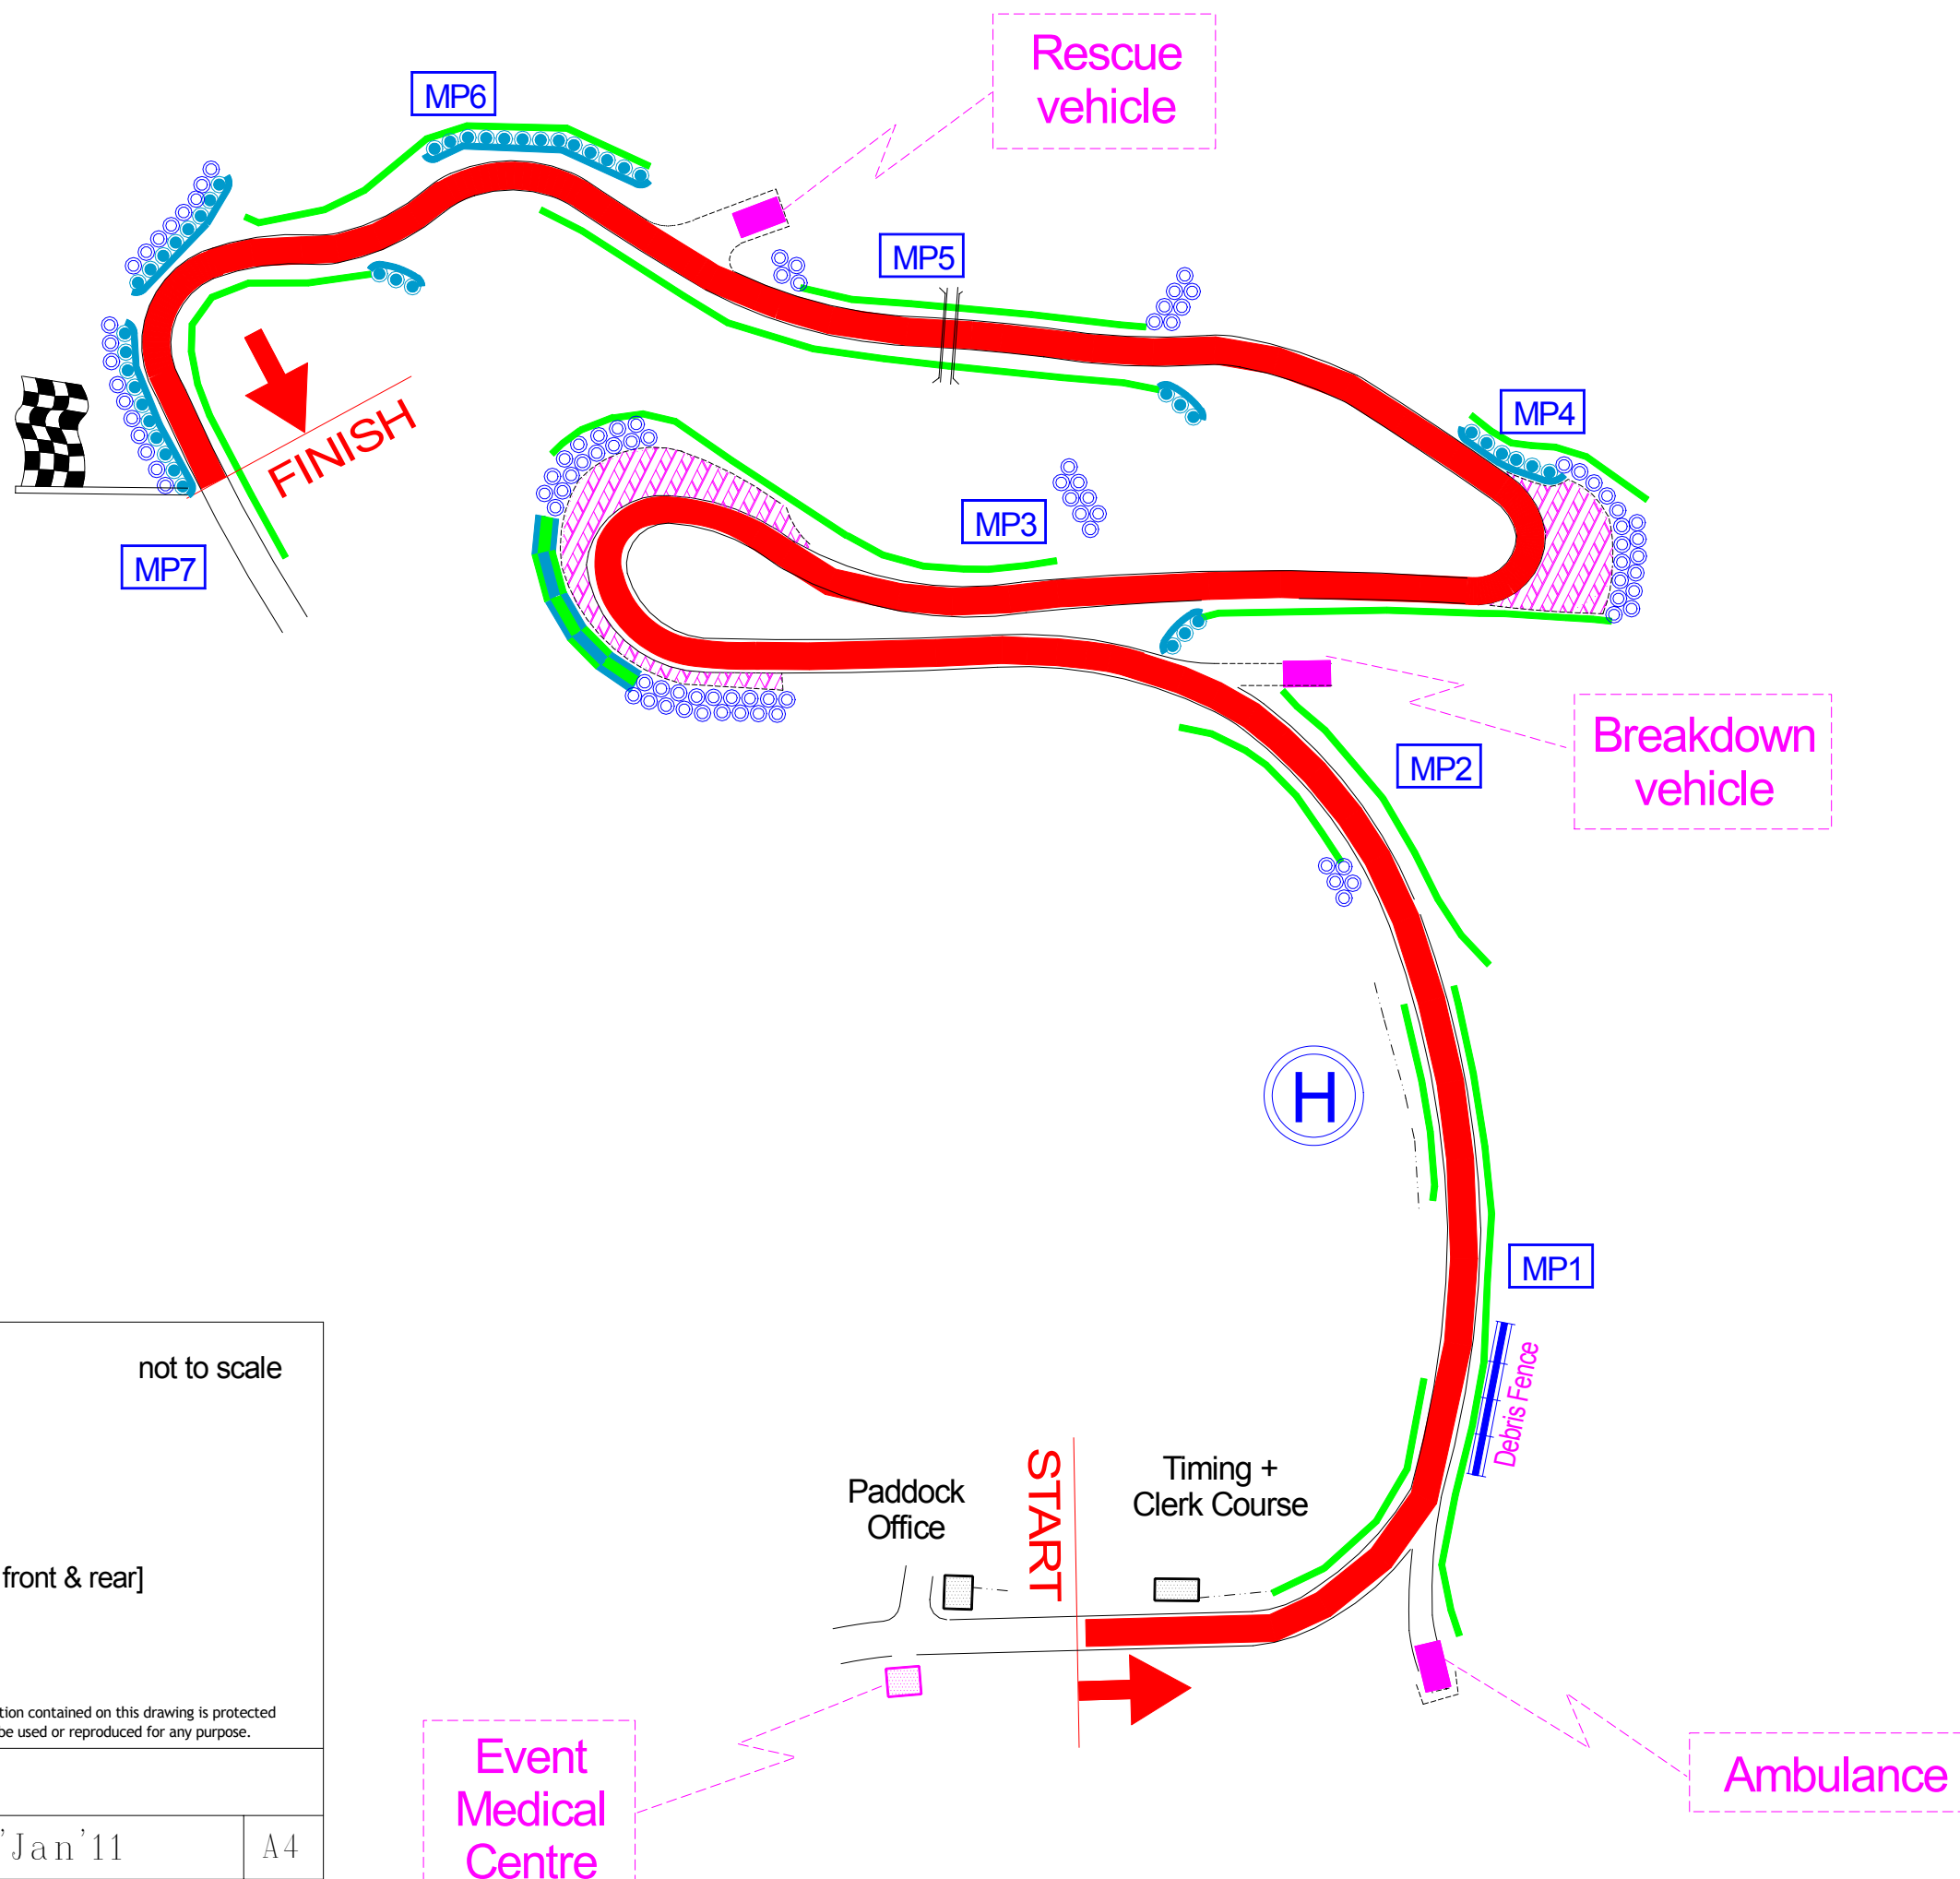 Rescue
vehicle
MP6
MP5
MP4
FINISH
MP3
MP7
Breakdown
vehicle
MP2
H
MP1
Debris Fence
not to scale
START
Timing +
Clerk Course
Paddock
Office
front & rear]
tion contained on this drawing is protected
be used or reproduced for any purpose.
Event
Medical
Centre
Ambulance
'Jan'11
A4